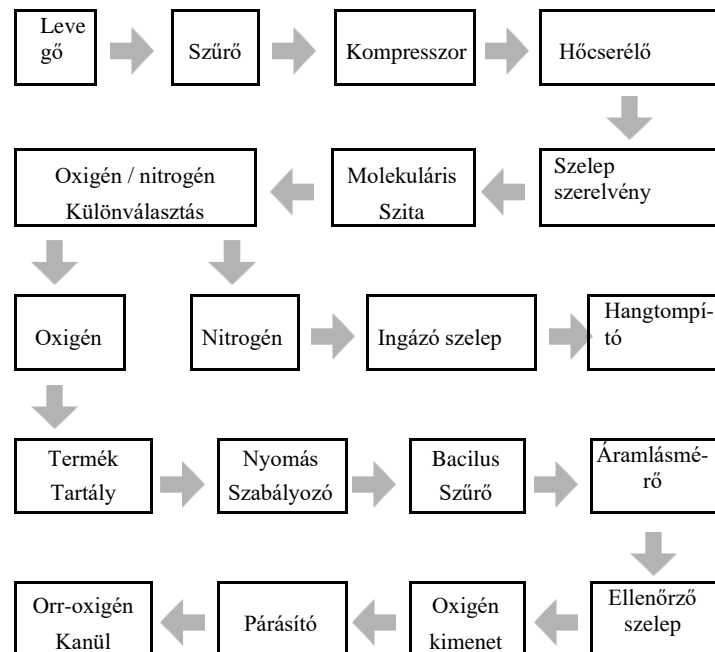 Leve
gő
Szűrő
Kompresszor
Hőcserélő
Oxigén / nitrogén
Különválasztás
Molekuláris
Szita
Szelep
szerelvény
Oxigén
Nitrogén
Ingázó szelep
Hangtompí-
tó
Termék
Tartály
Nyomás
Szabályozó
Bacilus
Szűrő
Áramlásmé-
rő
Orr-oxigén
Kanül
Párásító
Oxigén
kimenet
Ellenőrző
szelep